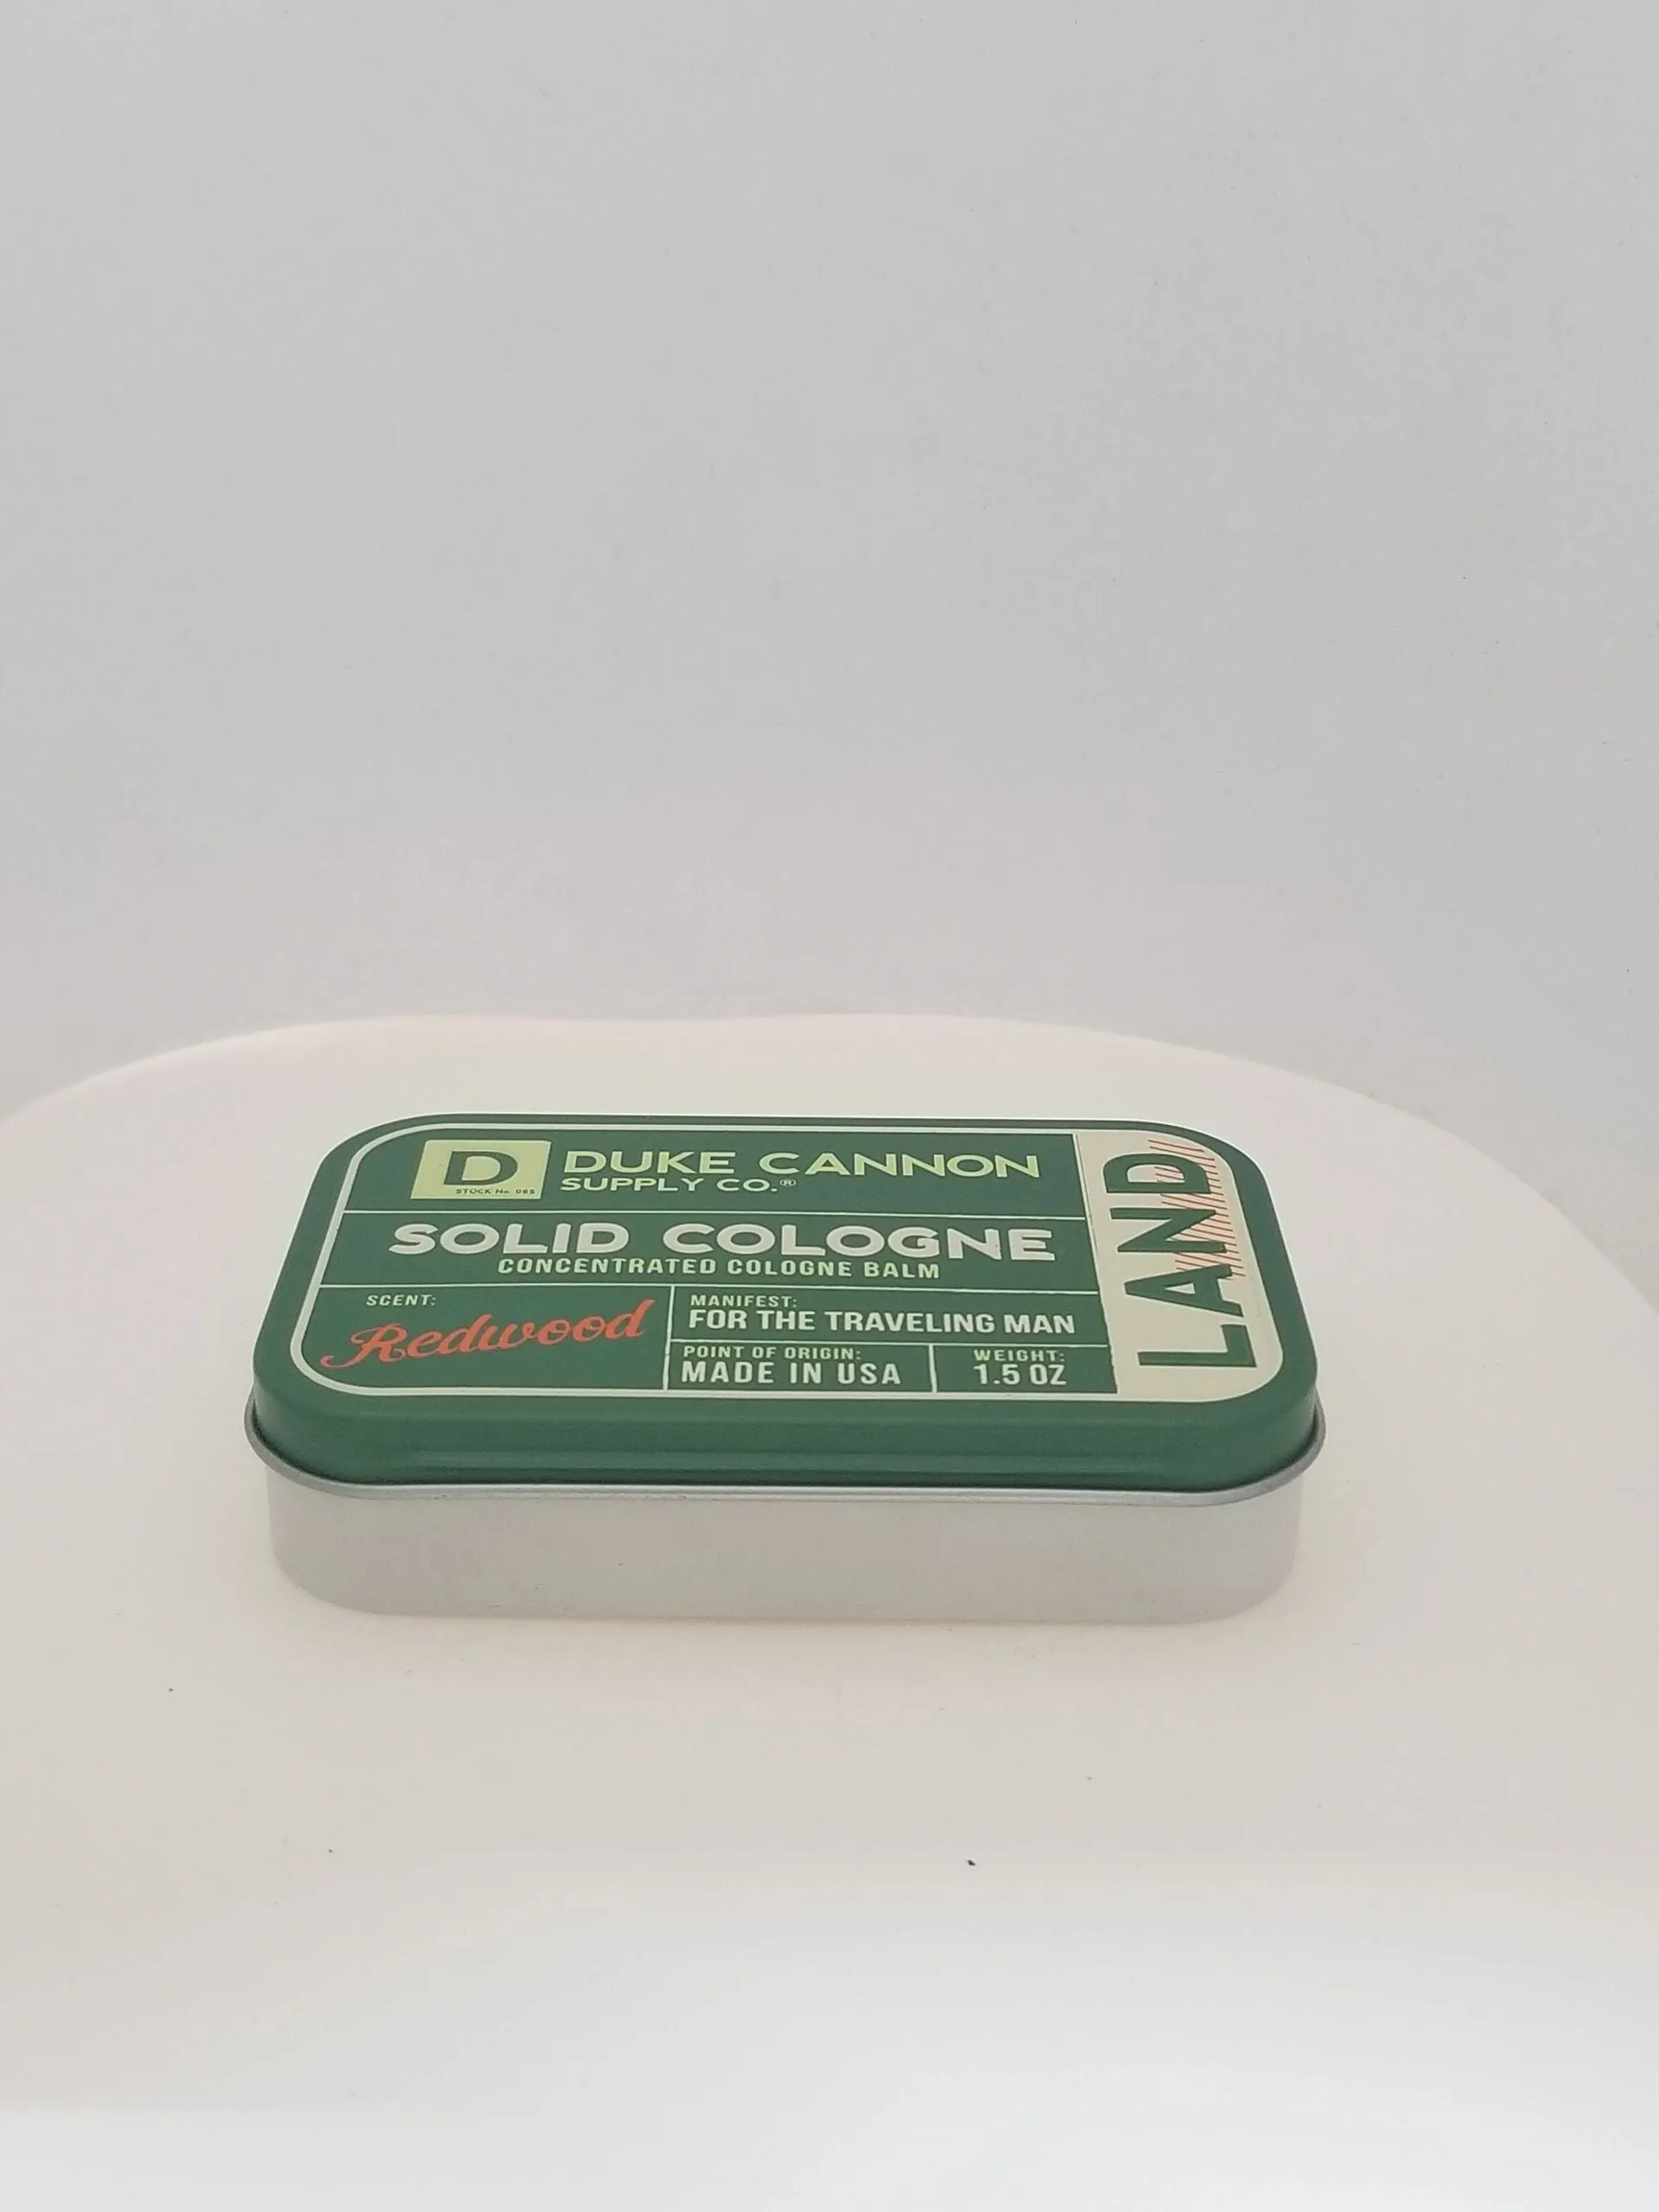 D
STOCK No. 085
DUKE CANNON
SUPPLY CO.®
SOLID COLOGNE
CONCENTRATED COLOGNE BALM
SCENT:
Redwood
MANIFEST:
FOR THE TRAVELING MAN
POINT OF ORIGIN:
MADE IN USA
WEIGHT:
1.5 OZ
LAND